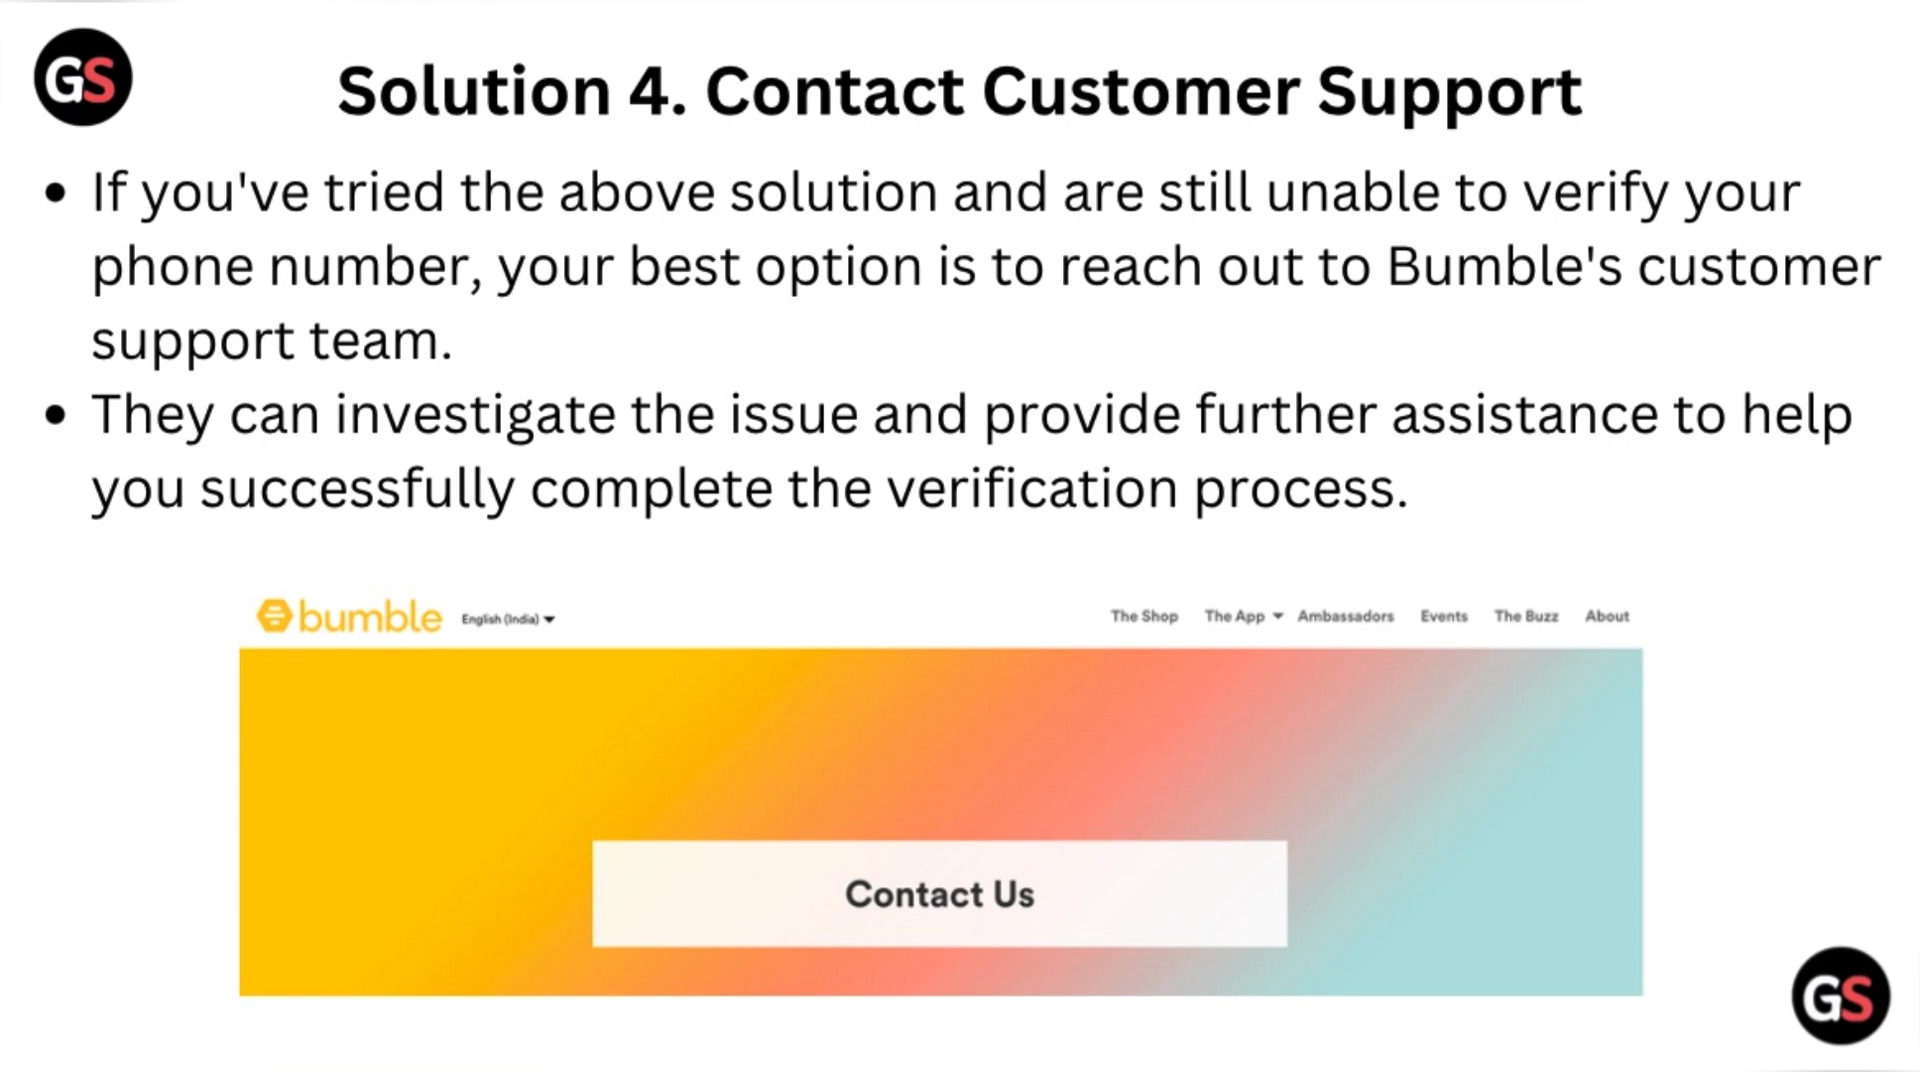 GS
Solution 4. Contact Customer Support
• If you've tried the above solution and are still unable to verify your
phone number, your best option is to reach out to Bumble's customer
support team.
• They can investigate the issue and provide further assistance to help
you successfully complete the verification process.
bumble English (India) The Shop The App Ambassadors Events The Buzz About
Contact Us
GS